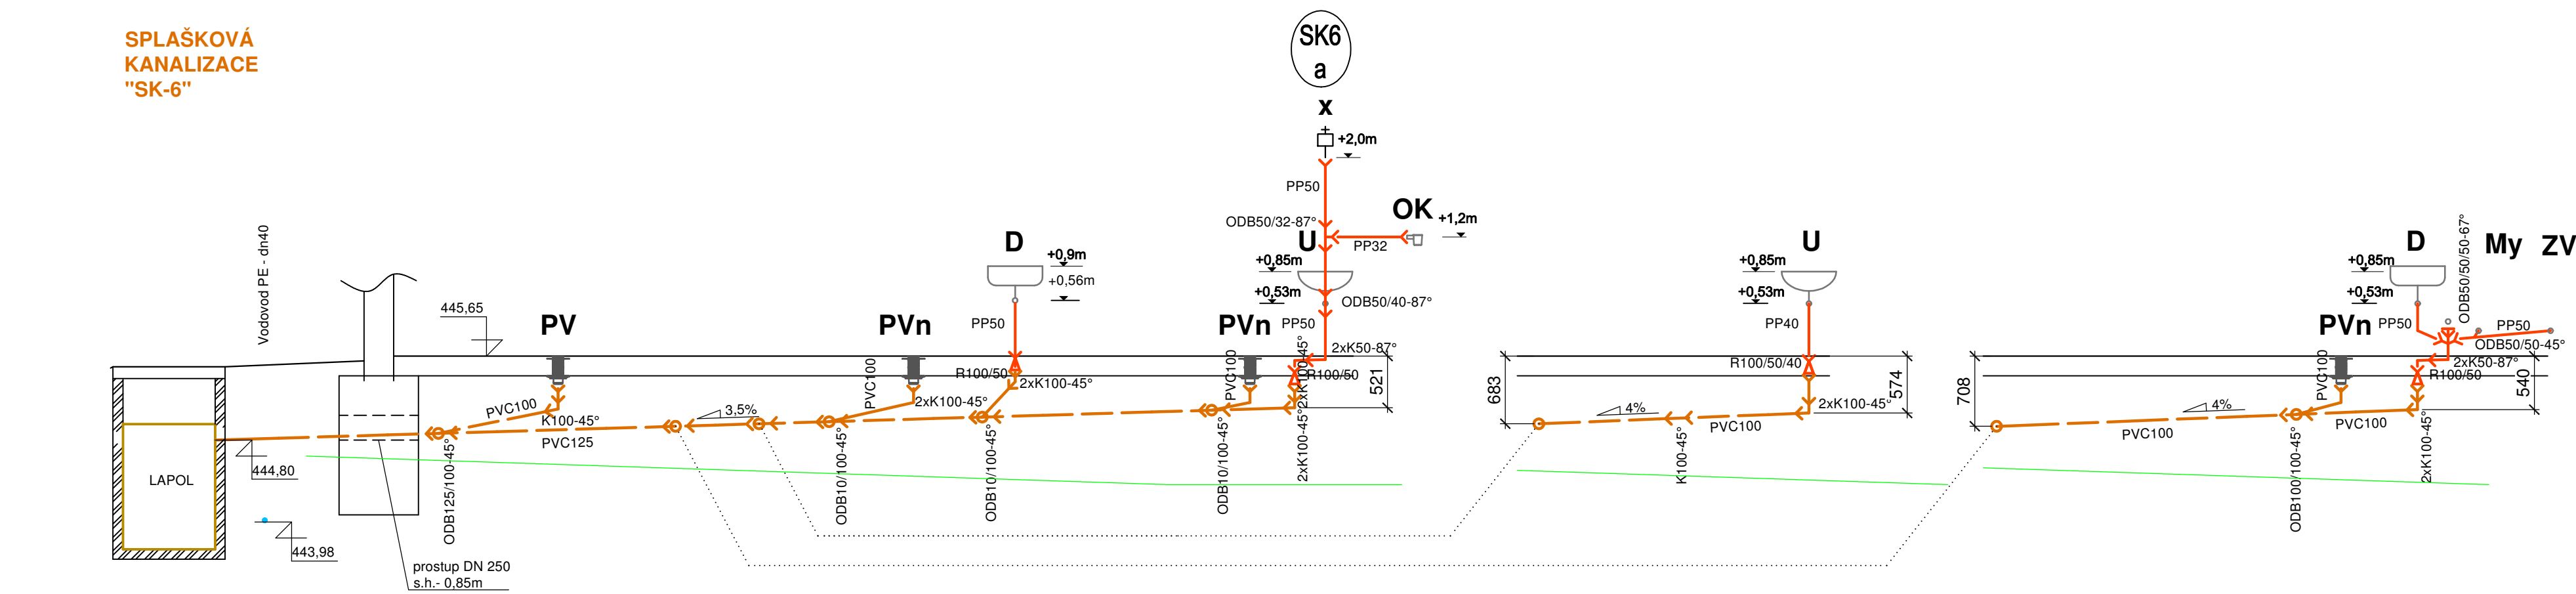 SPLAŠKOVÁ
KANALIZACE
"SK-6"
SK6
a
x
+2,0m
PP50
ODB50/32-87°
OK
+1,2m
PP32
U
+0,85m
+0,53m
ODB50/40-87°
PP50
2xK50-87°
2xK100-45°
R100/50
521
2xK100-45°
Vodovod PE - dn40
445,65
PV
PVn
D
+0,9m
+0,56m
PP50
PVn
PVC100
PVC100
R100/50
2xK100-45°
2xK100-45°
PVC100
K100-45°
PVC125
3,5%
LAPOL
444,80
443,98
ODB125/100-45°
ODB10/100-45°
ODB10/100-45°
ODB10/100-45°
prostup DN 250
s.h.- 0,85m
U
+0,85m
+0,53m
PP40
R100/50/40
683
574
4%
2xK100-45°
PVC100
K100-45°
D
My
ZV
+0,85m
+0,53m
ODB50/50/50-67°
PVn
PP50
PP50
ODB50/50-45°
2xK50-87°
R100/50
PVC100
708
540
4%
PVC100
PVC100
ODB100/100-45°
2xK100-45°